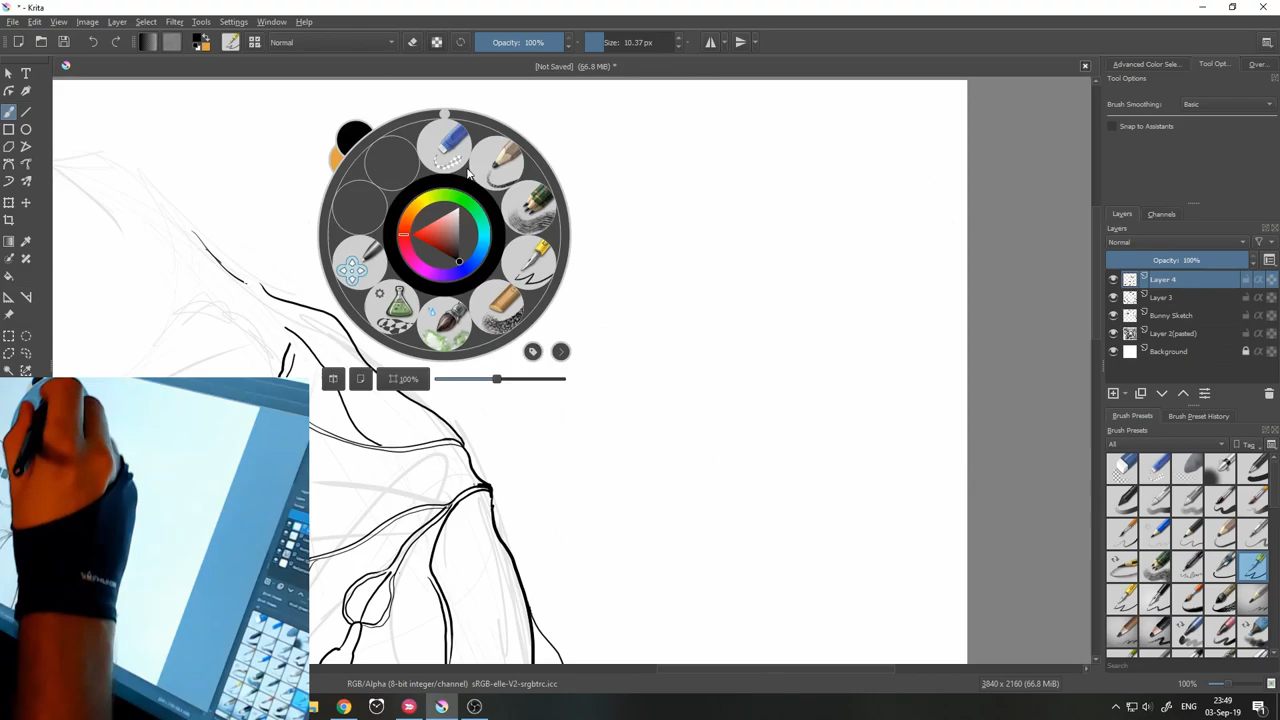 * - Krita
File Edit View Image Layer Select Filter Tools Settings Window Help
Normal Opacity: 100% Size: 10.37 px
[Not Saved] (66.8 MiB) *
Advanced Color Sele... Tool Opt... Over...
Tool Options
Brush Smoothing: Basic
Snap to Assistants
Layers Channels
Layers
Normal
Opacity: 100%
Layer 4
Layer 3
Bunny Sketch
Layer 2(pasted)
Background
100%
Brush Presets Brush Preset History
Brush Presets
All Tag
Search
RGB/Alpha (8-bit integer/channel) sRGB-elle-V2-srgbtrc.icc 3840 x 2160 (66.8 MiB) 100%
ENG
23:49
03-Sep-19
1